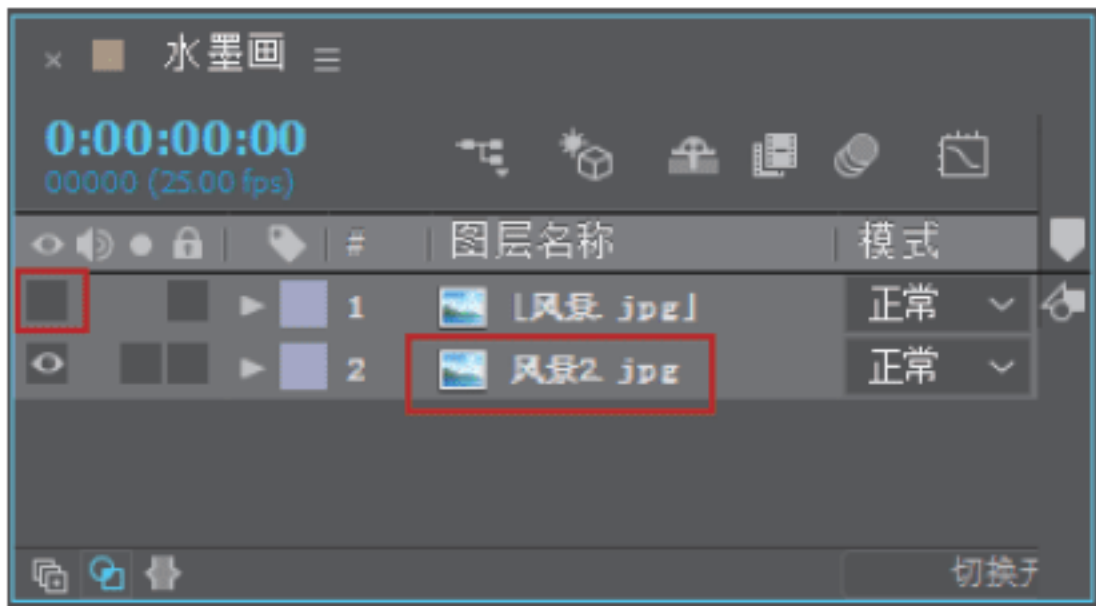 水墨画
0:00:00:00
00000 (25.00 fps)
# 图层名称 模式
1 [风景.jpg] 正常
2 风景2.jpg 正常
切换开